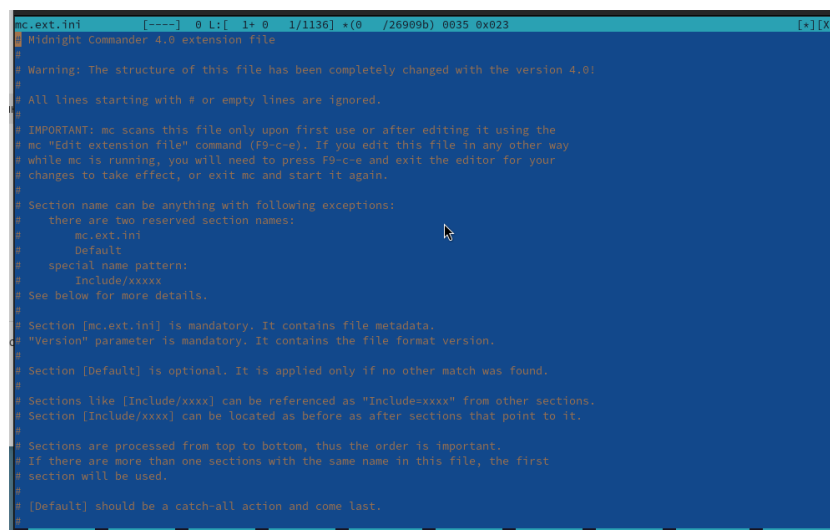 mc.ext.ini [----] 0 L:[ 1+ 0 1/1136] *(0 /26909b) 0035 0x023 [*][X
# Midnight Commander 4.0 extension file
#
# Warning: The structure of this file has been completely changed with the version 4.0!
#
# All lines starting with # or empty lines are ignored.
#
# IMPORTANT: mc scans this file only upon first use or after editing it using the
# mc "Edit extension file" command (F9-c-e). If you edit this file in any other way
# while mc is running, you will need to press F9-c-e and exit the editor for your
# changes to take effect, or exit mc and start it again.
#
# Section name can be anything with following exceptions:
# there are two reserved section names:
# mc.ext.ini
# Default
# special name pattern:
# Include/xxxxx
# See below for more details.
#
# Section [mc.ext.ini] is mandatory. It contains file metadata.
# "Version" parameter is mandatory. It contains the file format version.
#
# Section [Default] is optional. It is applied only if no other match was found.
#
# Sections like [Include/xxxx] can be referenced as "Include=xxxx" from other sections.
# Section [Include/xxxx] can be located as before as after sections that point to it.
#
# Sections are processed from top to bottom, thus the order is important.
# If there are more than one sections with the same name in this file, the first
# section will be used.
#
# [Default] should be a catch-all action and come last.
#